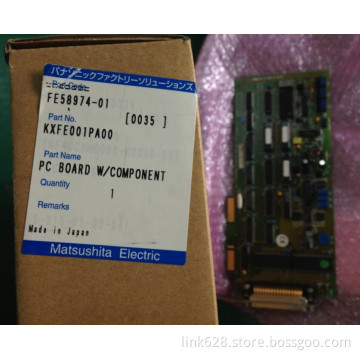 パナソニックファクトリーソリューションズ
FE58974-01
[0035]
Part No.
KXFE001PA00
Part Name
PC BOARD W/COMPONENT
Quantity
1
Remarks
Made in Japan
Matsushita Electric
link628.store.bossgoo.com